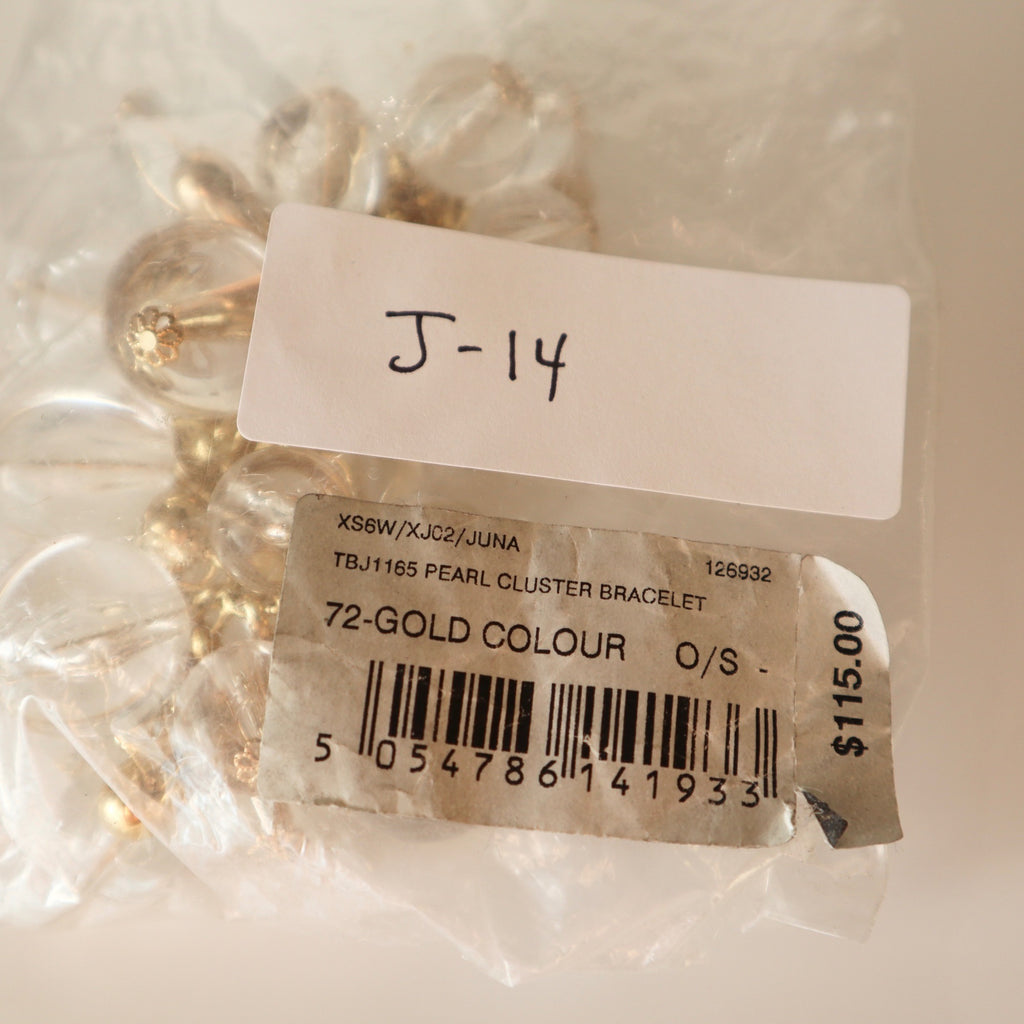 J-14
XS6W/XJC2/JUNA
126932
TBJ1165 PEARL CLUSTER BRACELET
72-GOLD COLOUR O/S -
$115.00
5 054786 141933